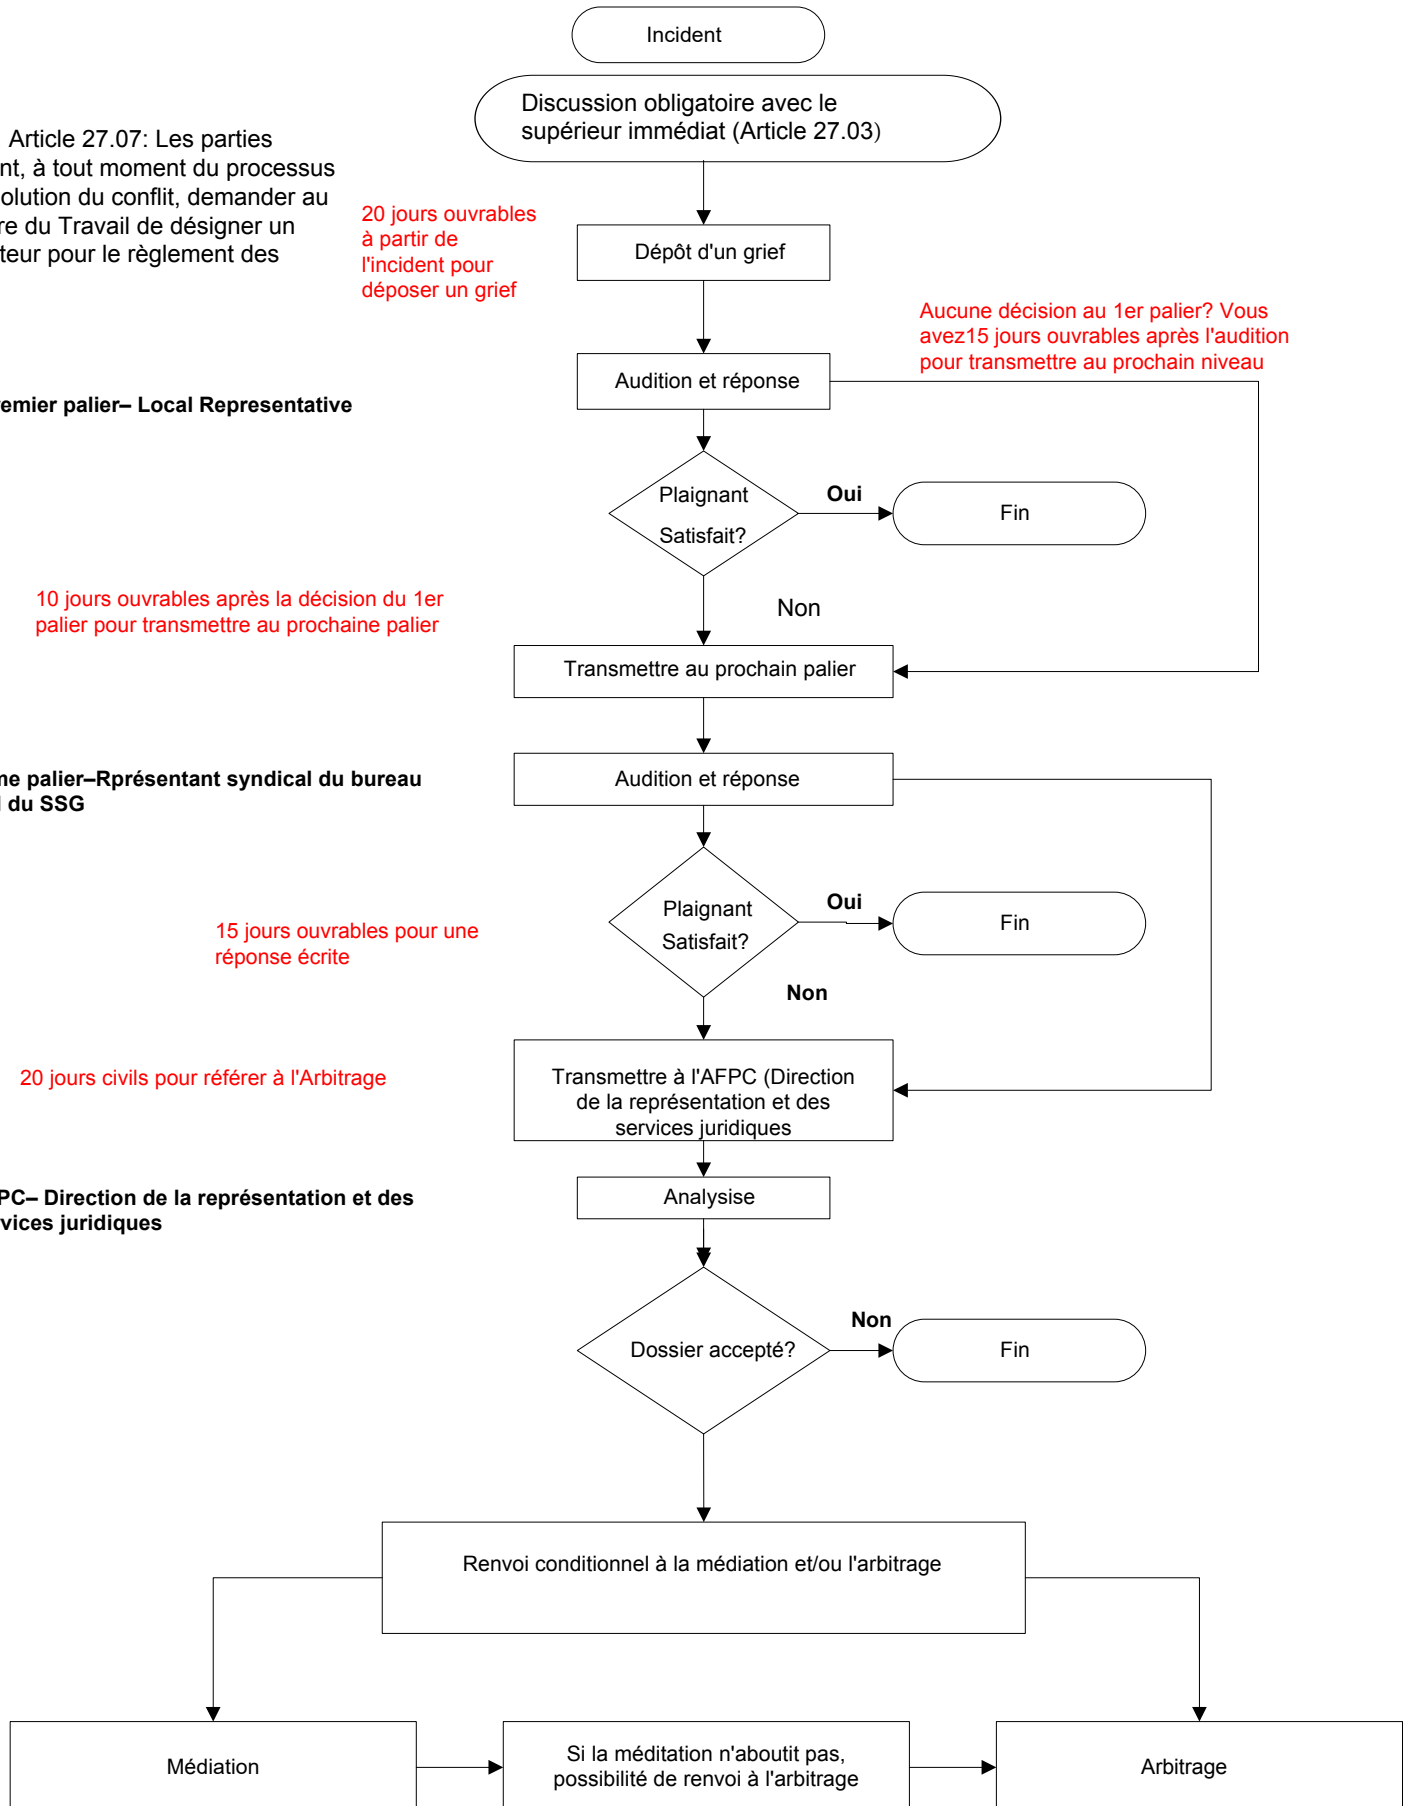 Incident
Discussion obligatoire avec le
supérieur immédiat (Article 27.03)
Article 27.07: Les parties
nt, à tout moment du processus
olution du conflit, demander au
re du Travail de désigner un
teur pour le règlement des
20 jours ouvrables
à partir de
l'incident pour
déposer un grief
Dépôt d'un grief
Aucune décision au 1er palier? Vous
avez15 jours ouvrables après l'audition
pour transmettre au prochain niveau
Audition et réponse
remier palier– Local Representative
Plaignant
Satisfait?
Oui
Fin
10 jours ouvrables après la décision du 1er
palier pour transmettre au prochaine palier
Non
Transmettre au prochain palier
me palier–Rprésentant syndical du bureau
l du SSG
Audition et réponse
Plaignant
Satisfait?
Oui
Fin
15 jours ouvrables pour une
réponse écrite
Non
20 jours civils pour référer à l'Arbitrage
Transmettre à l'AFPC (Direction
de la représentation et des
services juridiques
PC– Direction de la représentation et des
vices juridiques
Analysise
Dossier accepté?
Non
Fin
Renvoi conditionnel à la médiation et/ou l'arbitrage
Médiation
Si la méditation n'aboutit pas,
possibilité de renvoi à l'arbitrage
Arbitrage